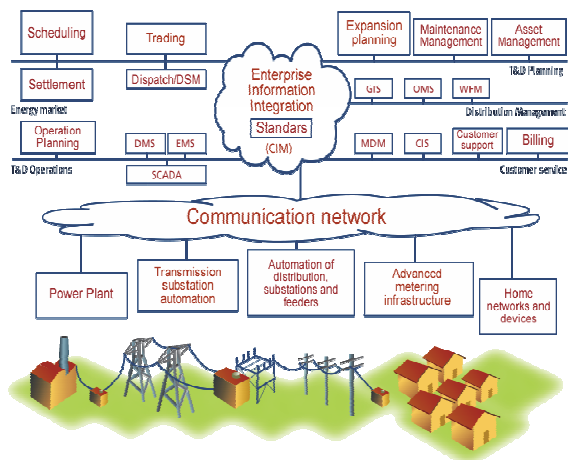 Scheduling
Trading
Settlement
Dispatch/DSM
Energy market
Operation
Planning
DMS
EMS
SCADA
T&D Operations
Enterprise
Information
Integration
Standars
(CIM)
Expansion
planning
Maintenance
Management
Asset
Management
T&D Planning
GIS
OMS
WFM
Distribution Management
MDM
CIS
Customer
support
Billing
Customer service
Communication network
Power Plant
Transmission
substation
automation
Automation of
distribution,
substations and
feeders
Advanced
metering
infrastructure
Home
networks and
devices